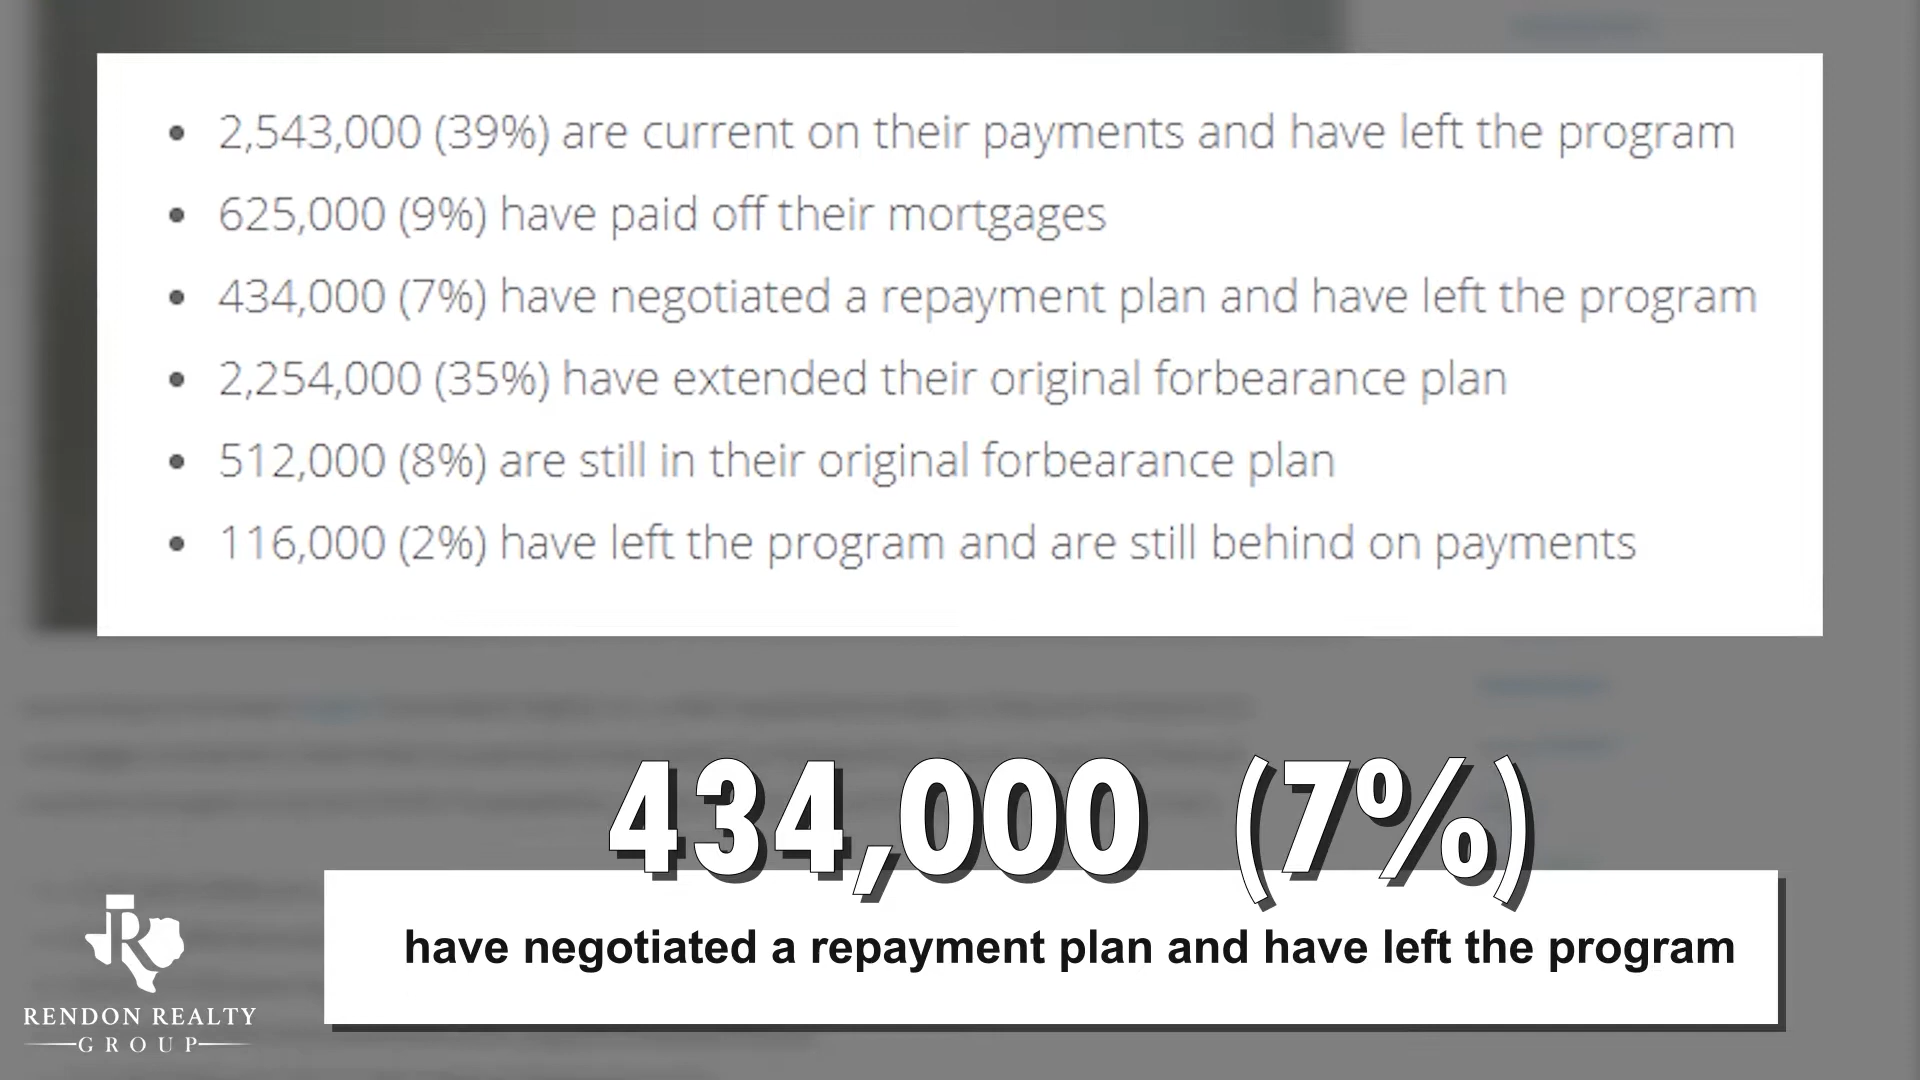 2,543,000 (39%) are current on their payments and have left the program
625,000 (9%) have paid off their mortgages
434,000 (7%) have negotiated a repayment plan and have left the program
2,254,000 (35%) have extended their original forbearance plan
512,000 (8%) are still in their original forbearance plan
116,000 (2%) have left the program and are still behind on payments
434,000 (7%)
have negotiated a repayment plan and have left the program
R
RENDON REALTY
GROUP